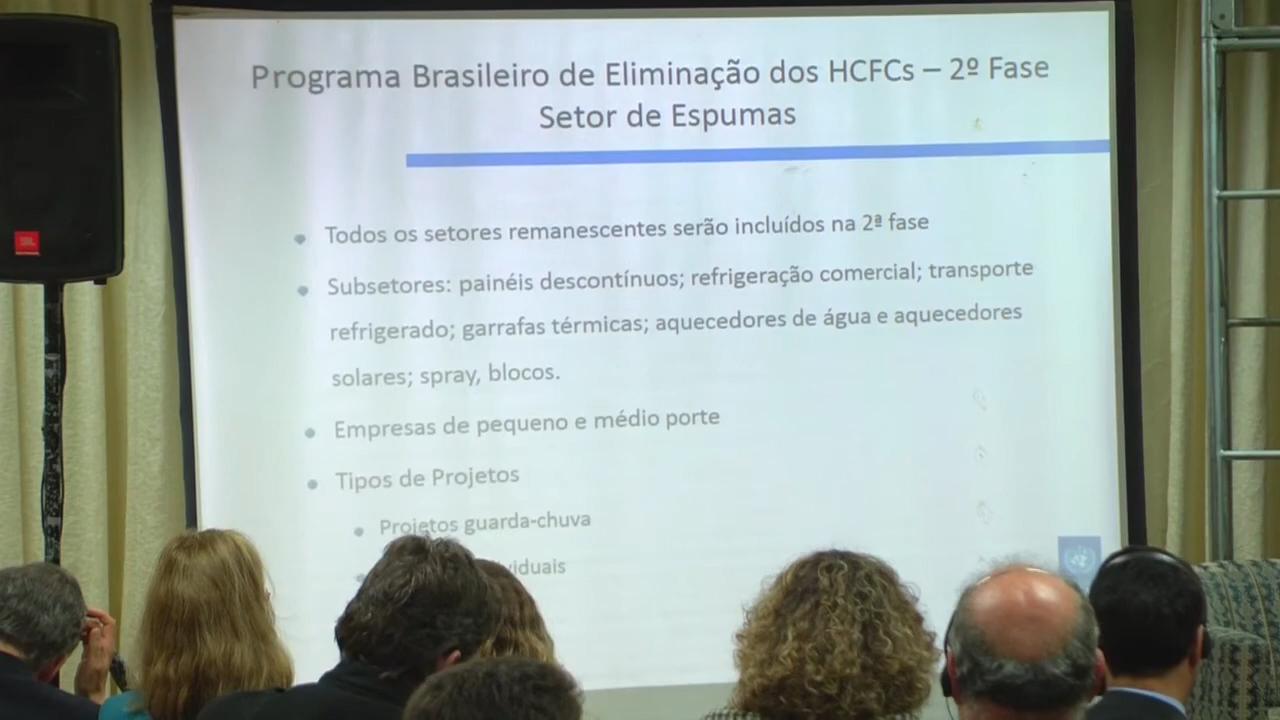 Programa Brasileiro de Eliminação dos HCFCs – 2º Fase
Setor de Espumas
Todos os setores remanescentes serão incluídos na 2ª fase
Subsetores: painéis descontínuos; refrigeração comercial; transporte
refrigerado; garrafas térmicas; aquecedores de água e aquecedores
solares; spray, blocos.
Empresas de pequeno e médio porte
Tipos de Projetos
Projetos guarda-chuva
JBL